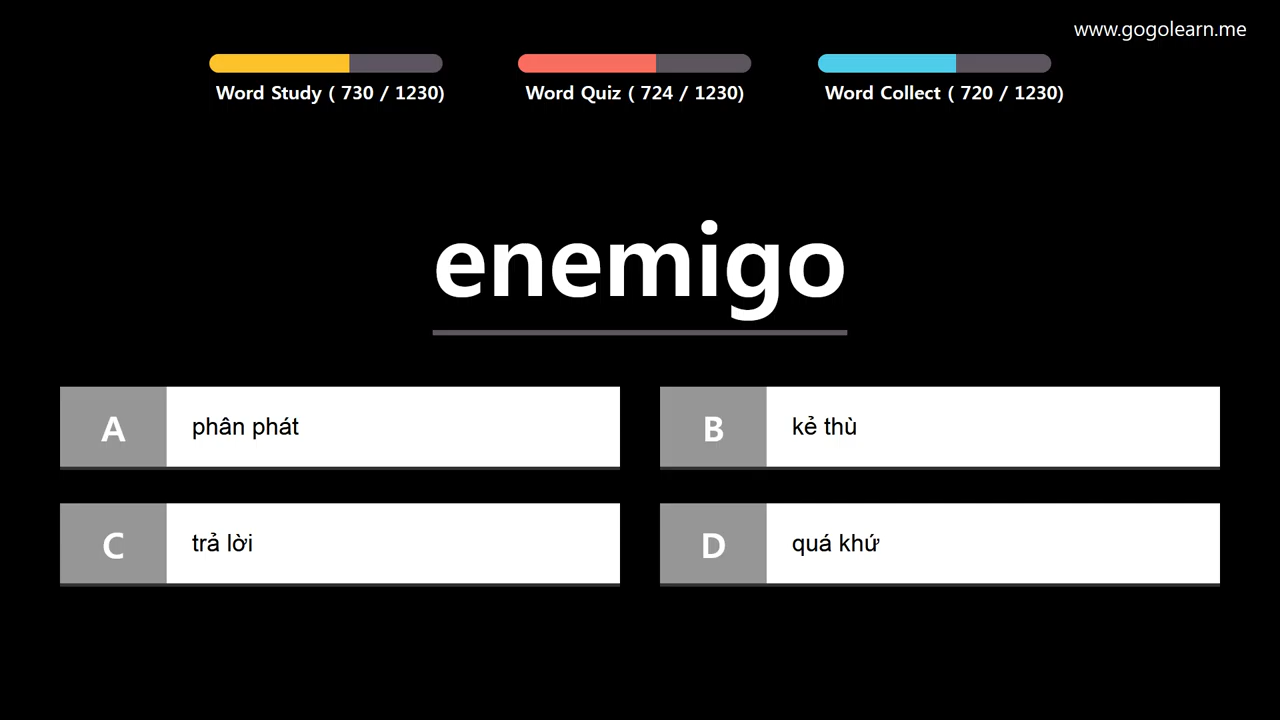 www.gogolearn.me
Word Study ( 730 / 1230)
Word Quiz ( 724 / 1230)
Word Collect ( 720 / 1230)
enemigo
A
phân phát
B
kẻ thù
C
trả lời
D
quá khứ